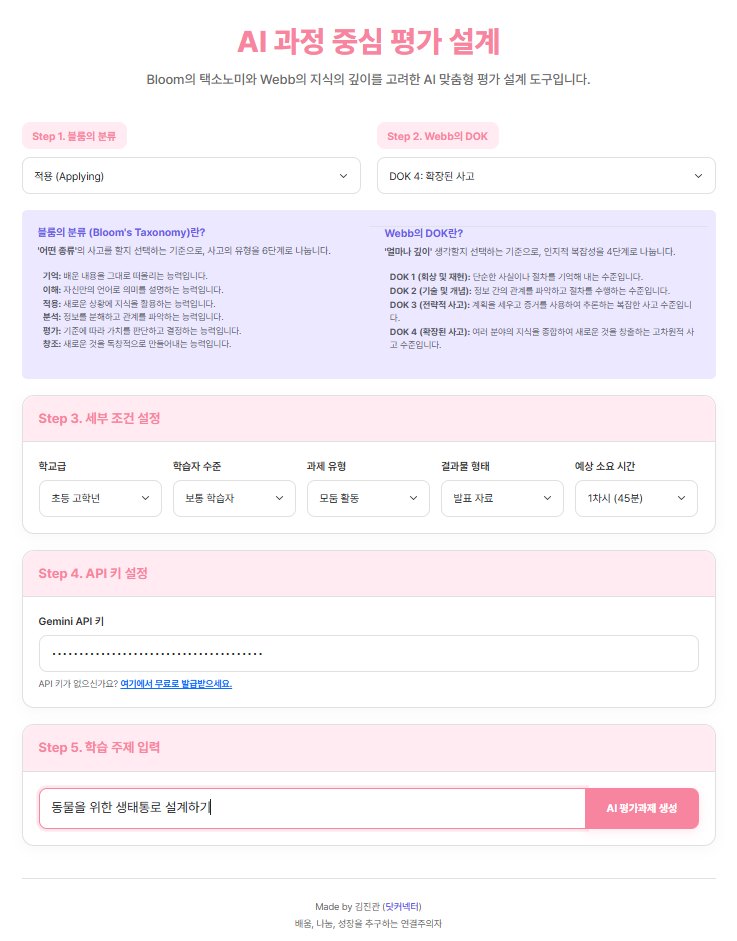 AI 과정 중심 평가 설계
Bloom의 택소노미와 Webb의 지식의 깊이를 고려한 AI 맞춤형 평가 설계 도구입니다.
Step 1. 블룸의 분류
적용 (Applying)
Step 2. Webb의 DOK
DOK 4: 확장된 사고
블룸의 분류 (Bloom's Taxonomy)란?
'어떤 종류'의 사고를 할지 선택하는 기준으로, 사고의 유형을 6단계로 나눕니다.
기억: 배운 내용을 그대로 떠올리는 능력입니다.
이해: 자신만의 언어로 의미를 설명하는 능력입니다.
적용: 새로운 상황에 지식을 활용하는 능력입니다.
분석: 정보를 분해하고 관계를 파악하는 능력입니다.
평가: 기준에 따라 가치를 판단하고 결정하는 능력입니다.
창조: 새로운 것을 독창적으로 만들어내는 능력입니다.
Webb의 DOK란?
'얼마나 깊이' 생각할지 선택하는 기준으로, 인지적 복잡성을 4단계로 나눕니다.
DOK 1 (회상 및 재현): 단순한 사실이나 절차를 기억해 내는 수준입니다.
DOK 2 (기술 및 개념): 정보 간의 관계를 파악하고 절차를 수행하는 수준입니다.
DOK 3 (전략적 사고): 계획을 세우고 증거를 사용하여 추론하는 복잡한 사고 수준입니
다.
DOK 4 (확장된 사고): 여러 분야의 지식을 종합하여 새로운 것을 창출하는 고차원적 사
고 수준입니다.
Step 3. 세부 조건 설정
학교급
초등 고학년
학습자 수준
보통 학습자
과제 유형
모둠 활동
결과물 형태
발표 자료
예상 소요 시간
1차시 (45분)
Step 4. API 키 설정
Gemini API 키
API 키가 없으신가요? 여기에서 무료로 발급받으세요.
Step 5. 학습 주제 입력
동물을 위한 생태통로 설계하기
AI 평가과제 생성
Made by 김진관 (닷커넥터)
배움, 나눔, 성장을 추구하는 연결주의자